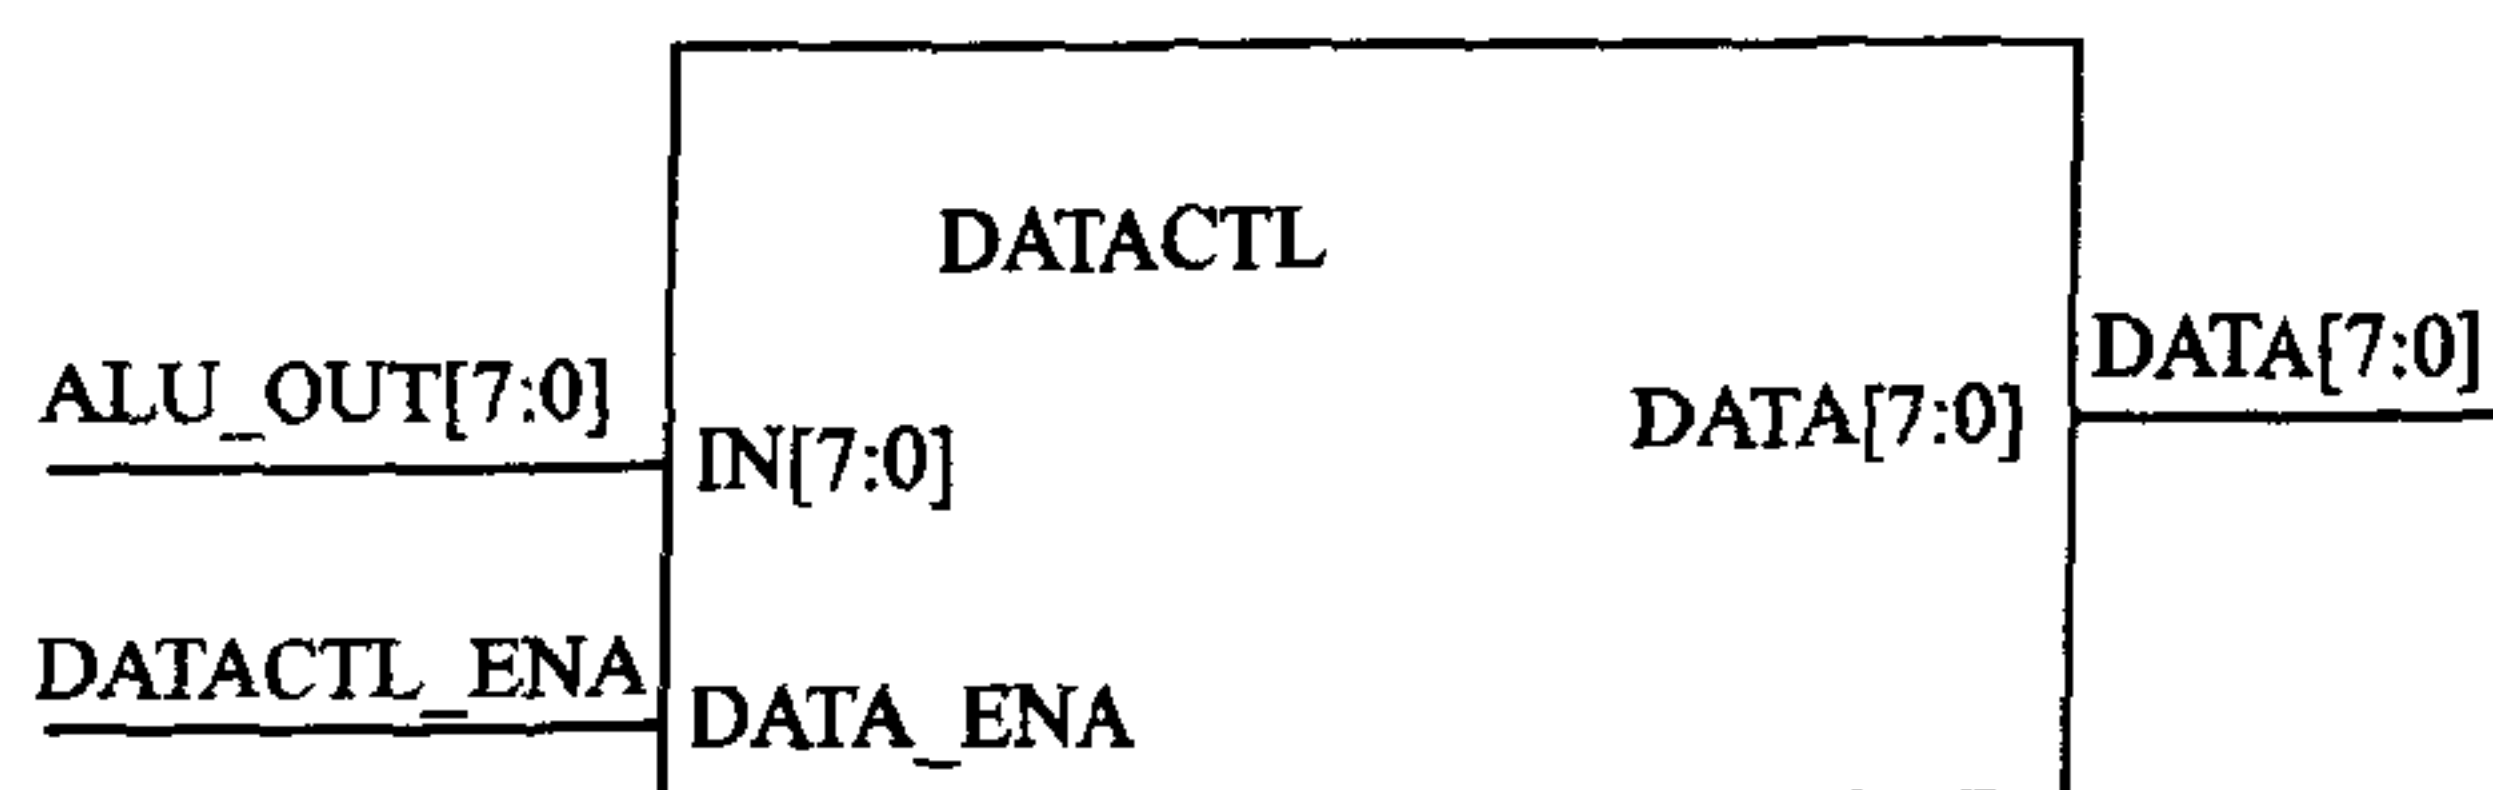 DATACTL
ALU_OUT[7:0]
IN[7:0]
DATA[7:0]
DATA[7:0]
DATACTL_ENA
DATA_ENA